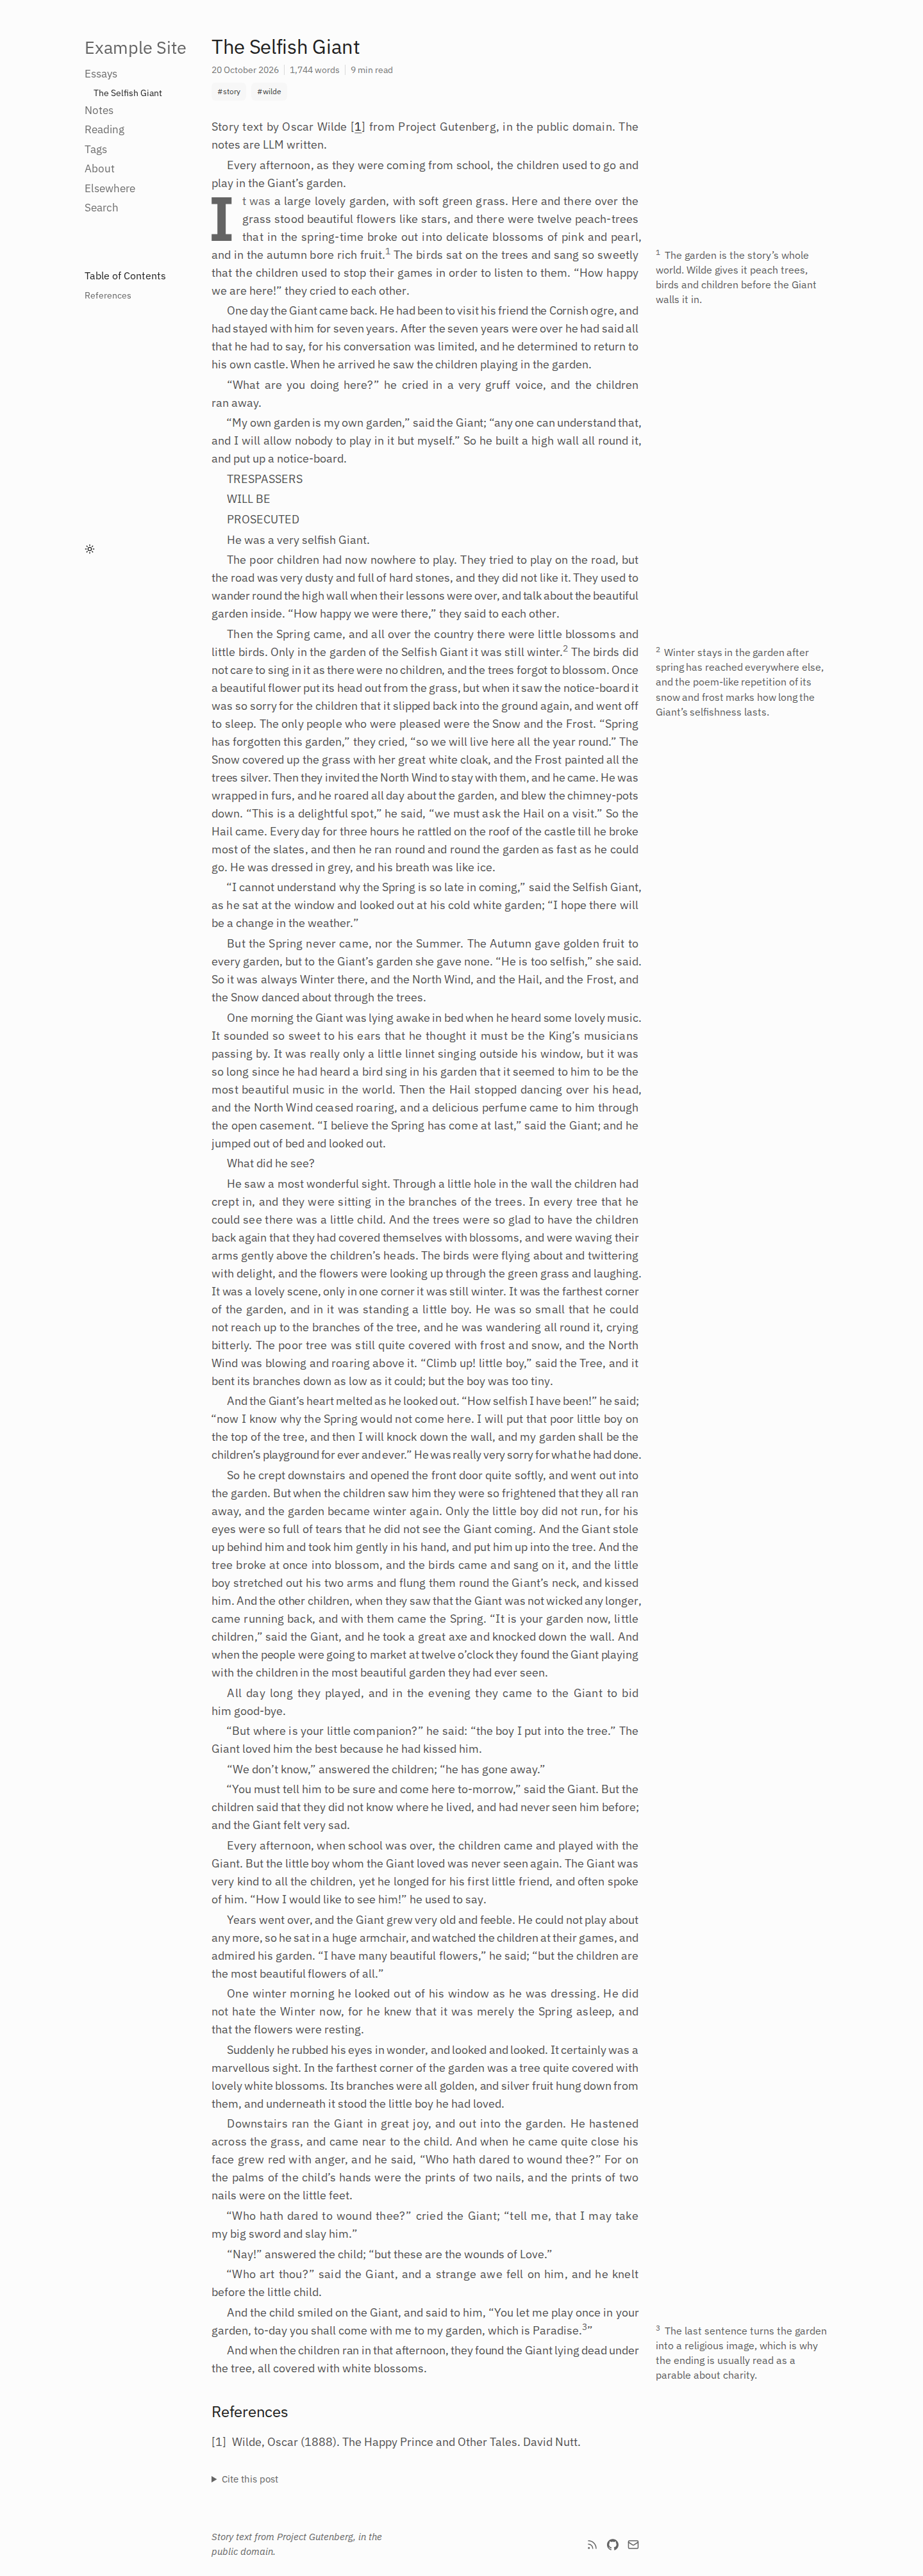 Example Site
Essays
The Selfish Giant
Notes
Reading
Tags
About
Elsewhere
Search
Table of Contents
References
The Selfish Giant
20 October 2026 | 1,744 words | 9 min read
#story #wilde
Story text by Oscar Wilde [1] from Project Gutenberg, in the public domain. The
notes are LLM written.
Every afternoon, as they were coming from school, the children used to go and
play in the Giant’s garden.
It was a large lovely garden, with soft green grass. Here and there over the
grass stood beautiful flowers like stars, and there were twelve peach-trees
that in the spring-time broke out into delicate blossoms of pink and pearl,
and in the autumn bore rich fruit.1 The birds sat on the trees and sang so sweetly
that the children used to stop their games in order to listen to them. “How happy
we are here!” they cried to each other.
1 The garden is the story’s whole
world. Wilde gives it peach trees,
birds and children before the Giant
walls it in.
One day the Giant came back. He had been to visit his friend the Cornish ogre, and
had stayed with him for seven years. After the seven years were over he had said all
that he had to say, for his conversation was limited, and he determined to return to
his own castle. When he arrived he saw the children playing in the garden.
“What are you doing here?” he cried in a very gruff voice, and the children
ran away.
“My own garden is my own garden,” said the Giant; “any one can understand that,
and I will allow nobody to play in it but myself.” So he built a high wall all round it,
and put up a notice-board.
TRESPASSERS
WILL BE
PROSECUTED
He was a very selfish Giant.
The poor children had now nowhere to play. They tried to play on the road, but
the road was very dusty and full of hard stones, and they did not like it. They used to
wander round the high wall when their lessons were over, and talk about the beautiful
garden inside. “How happy we were there,” they said to each other.
Then the Spring came, and all over the country there were little blossoms and
little birds. Only in the garden of the Selfish Giant it was still winter.2 The birds did
not care to sing in it as there were no children, and the trees forgot to blossom. Once
a beautiful flower put its head out from the grass, but when it saw the notice-board it
was so sorry for the children that it slipped back into the ground again, and went off
to sleep. The only people who were pleased were the Snow and the Frost. “Spring
has forgotten this garden,” they cried, “so we will live here all the year round.” The
Snow covered up the grass with her great white cloak, and the Frost painted all the
trees silver. Then they invited the North Wind to stay with them, and he came. He was
wrapped in furs, and he roared all day about the garden, and blew the chimney-pots
down. “This is a delightful spot,” he said, “we must ask the Hail on a visit.” So the
Hail came. Every day for three hours he rattled on the roof of the castle till he broke
most of the slates, and then he ran round and round the garden as fast as he could
go. He was dressed in grey, and his breath was like ice.
2 Winter stays in the garden after
spring has reached everywhere else,
and the poem-like repetition of its
snow and frost marks how long the
Giant’s selfishness lasts.
“I cannot understand why the Spring is so late in coming,” said the Selfish Giant,
as he sat at the window and looked out at his cold white garden; “I hope there will
be a change in the weather.”
But the Spring never came, nor the Summer. The Autumn gave golden fruit to
every garden, but to the Giant’s garden she gave none. “He is too selfish,” she said.
So it was always Winter there, and the North Wind, and the Hail, and the Frost, and
the Snow danced about through the trees.
One morning the Giant was lying awake in bed when he heard some lovely music.
It sounded so sweet to his ears that he thought it must be the King’s musicians
passing by. It was really only a little linnet singing outside his window, but it was
so long since he had heard a bird sing in his garden that it seemed to him to be the
most beautiful music in the world. Then the Hail stopped dancing over his head,
and the North Wind ceased roaring, and a delicious perfume came to him through
the open casement. “I believe the Spring has come at last,” said the Giant; and he
jumped out of bed and looked out.
What did he see?
He saw a most wonderful sight. Through a little hole in the wall the children had
crept in, and they were sitting in the branches of the trees. In every tree that he
could see there was a little child. And the trees were so glad to have the children
back again that they had covered themselves with blossoms, and were waving their
arms gently above the children’s heads. The birds were flying about and twittering
with delight, and the flowers were looking up through the green grass and laughing.
It was a lovely scene, only in one corner it was still winter. It was the farthest corner
of the garden, and in it was standing a little boy. He was so small that he could
not reach up to the branches of the tree, and he was wandering all round it, crying
bitterly. The poor tree was still quite covered with frost and snow, and the North
Wind was blowing and roaring above it. “Climb up! little boy,” said the Tree, and it
bent its branches down as low as it could; but the boy was too tiny.
And the Giant’s heart melted as he looked out. “How selfish I have been!” he said;
“now I know why the Spring would not come here. I will put that poor little boy on
the top of the tree, and then I will knock down the wall, and my garden shall be the
children’s playground for ever and ever.” He was really very sorry for what he had done.
So he crept downstairs and opened the front door quite softly, and went out into
the garden. But when the children saw him they were so frightened that they all ran
away, and the garden became winter again. Only the little boy did not run, for his
eyes were so full of tears that he did not see the Giant coming. And the Giant stole
up behind him and took him gently in his hand, and put him up into the tree. And the
tree broke at once into blossom, and the birds came and sang on it, and the little
boy stretched out his two arms and flung them round the Giant’s neck, and kissed
him. And the other children, when they saw that the Giant was not wicked any longer,
came running back, and with them came the Spring. “It is your garden now, little
children,” said the Giant, and he took a great axe and knocked down the wall. And
when the people were going to market at twelve o’clock they found the Giant playing
with the children in the most beautiful garden they had ever seen.
All day long they played, and in the evening they came to the Giant to bid
him good-bye.
“But where is your little companion?” he said: “the boy I put into the tree.” The
Giant loved him the best because he had kissed him.
“We don’t know,” answered the children; “he has gone away.”
“You must tell him to be sure and come here to-morrow,” said the Giant. But the
children said that they did not know where he lived, and had never seen him before;
and the Giant felt very sad.
Every afternoon, when school was over, the children came and played with the
Giant. But the little boy whom the Giant loved was never seen again. The Giant was
very kind to all the children, yet he longed for his first little friend, and often spoke
of him. “How I would like to see him!” he used to say.
Years went over, and the Giant grew very old and feeble. He could not play about
any more, so he sat in a huge armchair, and watched the children at their games, and
admired his garden. “I have many beautiful flowers,” he said; “but the children are
the most beautiful flowers of all.”
One winter morning he looked out of his window as he was dressing. He did
not hate the Winter now, for he knew that it was merely the Spring asleep, and
that the flowers were resting.
Suddenly he rubbed his eyes in wonder, and looked and looked. It certainly was a
marvellous sight. In the farthest corner of the garden was a tree quite covered with
lovely white blossoms. Its branches were all golden, and silver fruit hung down from
them, and underneath it stood the little boy he had loved.
Downstairs ran the Giant in great joy, and out into the garden. He hastened
across the grass, and came near to the child. And when he came quite close his
face grew red with anger, and he said, “Who hath dared to wound thee?” For on
the palms of the child’s hands were the prints of two nails, and the prints of two
nails were on the little feet.
“Who hath dared to wound thee?” cried the Giant; “tell me, that I may take
my big sword and slay him.”
“Nay!” answered the child; “but these are the wounds of Love.”
“Who art thou?” said the Giant, and a strange awe fell on him, and he knelt
before the little child.
And the child smiled on the Giant, and said to him, “You let me play once in your
garden, to-day you shall come with me to my garden, which is Paradise.3”
And when the children ran in that afternoon, they found the Giant lying dead under
the tree, all covered with white blossoms.
3 The last sentence turns the garden
into a religious image, which is why
the ending is usually read as a
parable about charity.
References
[1] Wilde, Oscar (1888). The Happy Prince and Other Tales. David Nutt.
Cite this post
Story text from Project Gutenberg, in the
public domain.